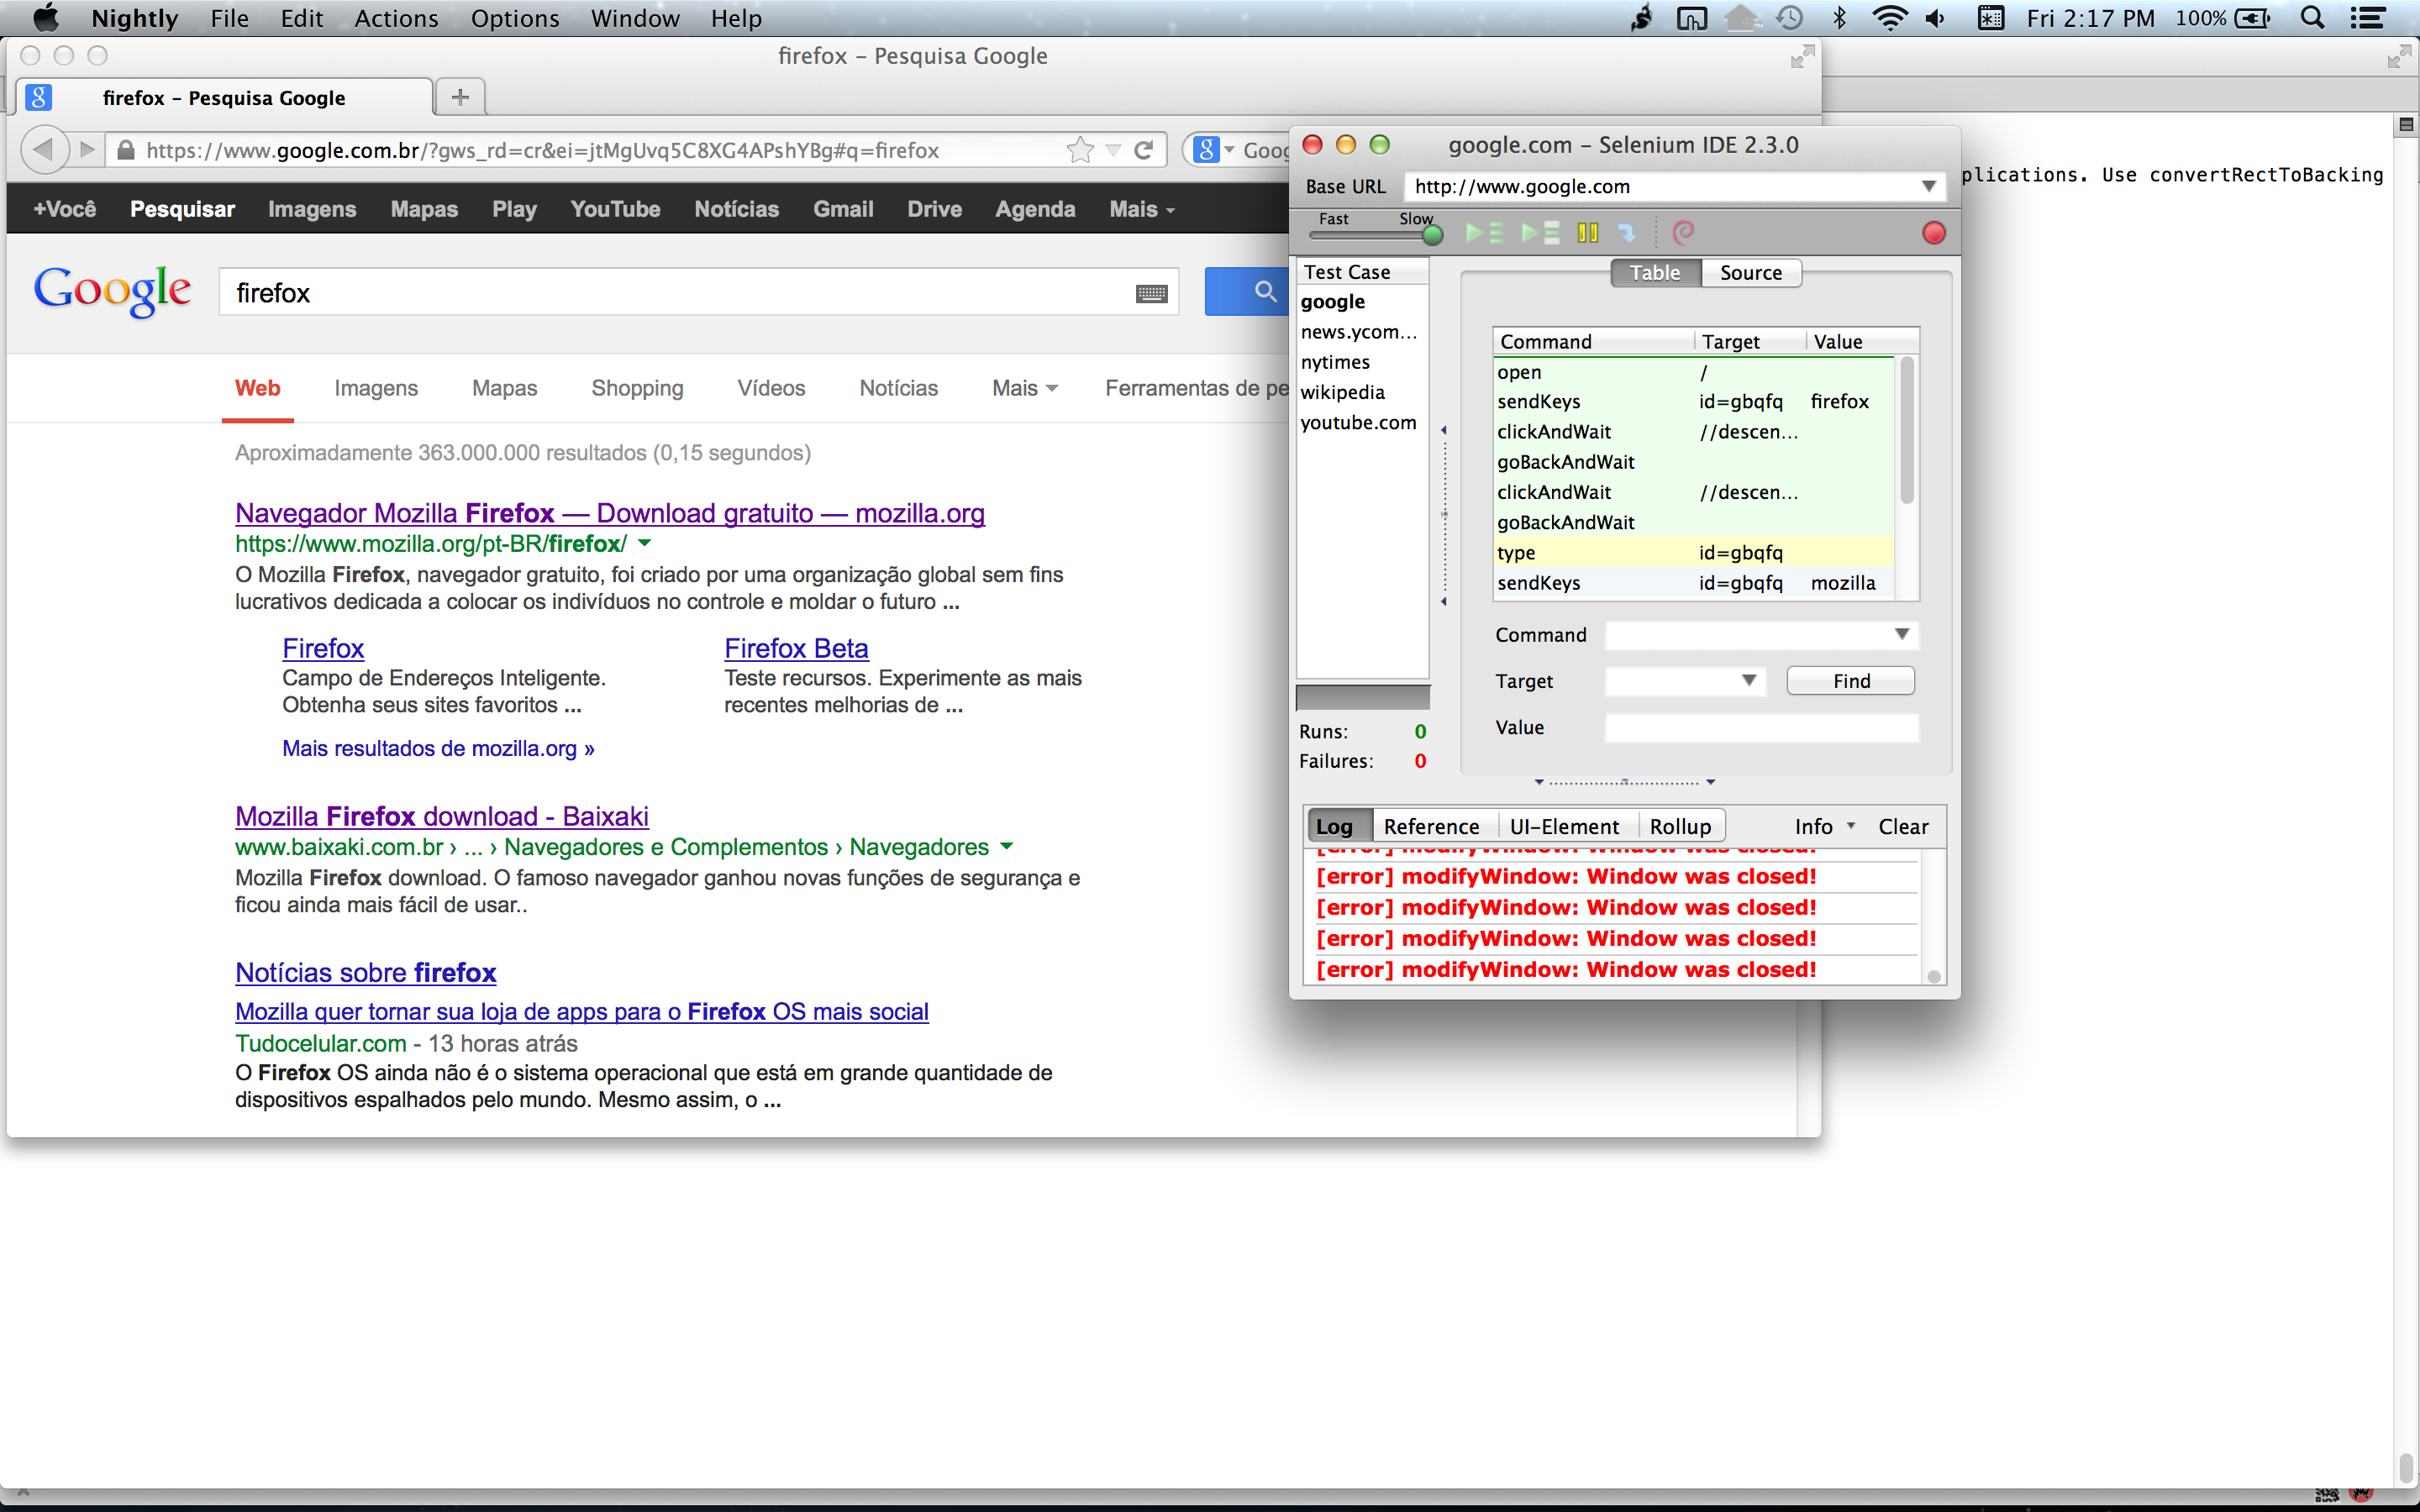 Nightly File Edit Actions Options Window Help Fri 2:17 PM 100%
firefox – Pesquisa Google
firefox – Pesquisa Google
https://www.google.com.br/?gws_rd=cr&ei=jtMgUvq5C8XG4APshYBg#q=firefox
+Você Pesquisar Imagens Mapas Play YouTube Notícias Gmail Drive Agenda Mais
Google firefox
Web Imagens Mapas Shopping Vídeos Notícias Mais Ferramentas de pe
Aproximadamente 363.000.000 resultados (0,15 segundos)
Navegador Mozilla Firefox — Download gratuito — mozilla.org
https://www.mozilla.org/pt-BR/firefox/
O Mozilla Firefox, navegador gratuito, foi criado por uma organização global sem fins
lucrativos dedicada a colocar os indivíduos no controle e moldar o futuro ...
Firefox
Campo de Endereços Inteligente.
Obtenha seus sites favoritos ...
Firefox Beta
Teste recursos. Experimente as mais
recentes melhorias de ...
Mais resultados de mozilla.org »
Mozilla Firefox download - Baixaki
www.baixaki.com.br › ... › Navegadores e Complementos › Navegadores
Mozilla Firefox download. O famoso navegador ganhou novas funções de segurança e
ficou ainda mais fácil de usar..
Notícias sobre firefox
Mozilla quer tornar sua loja de apps para o Firefox OS mais social
Tudocelular.com - 13 horas atrás
O Firefox OS ainda não é o sistema operacional que está em grande quantidade de
dispositivos espalhados pelo mundo. Mesmo assim, o ...
google.com – Selenium IDE 2.3.0
Base URL http://www.google.com
Fast Slow
Test Case
google
news.ycom...
nytimes
wikipedia
youtube.com
Runs: 0
Failures: 0
Table Source
Command Target Value
open /
sendKeys id=gbqfq firefox
clickAndWait //descen...
goBackAndWait
clickAndWait //descen...
goBackAndWait
type id=gbqfq
sendKeys id=gbqfq mozilla
Command
Target Find
Value
Log Reference UI-Element Rollup Info Clear
[error] modifyWindow: Window was closed!
[error] modifyWindow: Window was closed!
[error] modifyWindow: Window was closed!
[error] modifyWindow: Window was closed!
[error] modifyWindow: Window was closed!
plications. Use convertRectToBacking